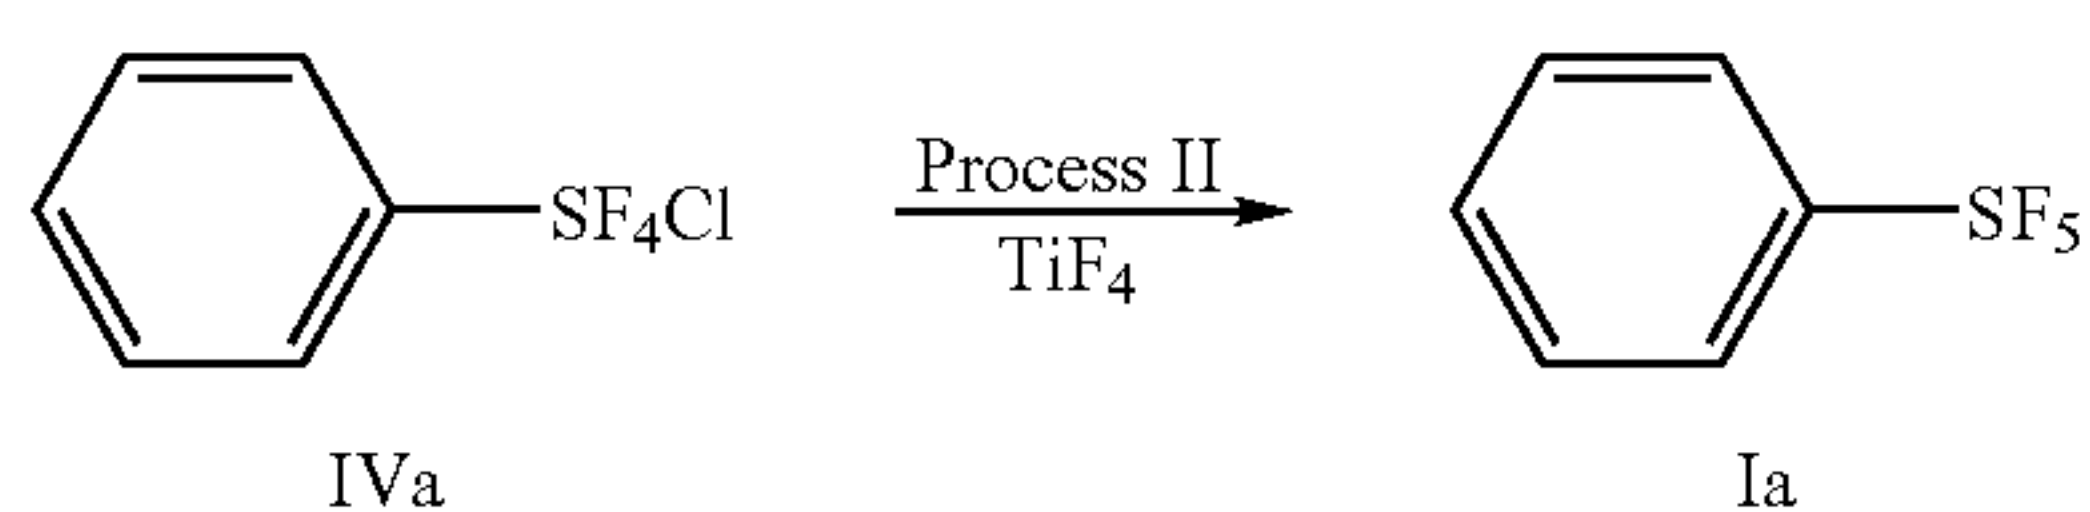 Process II
SF₄Cl
SF₅
TiF₄
IVa
Ia